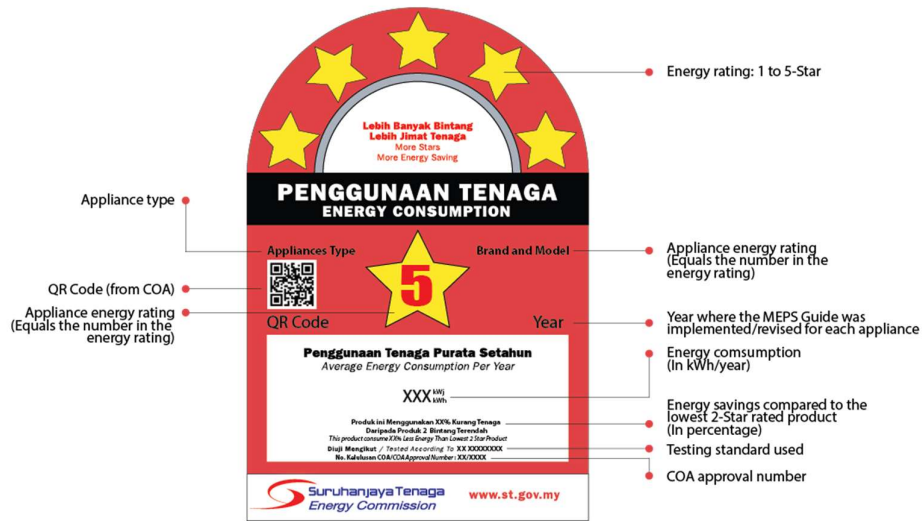 Energy rating: 1 to 5-Star
Lebih Banyak Bintang
Lebih Jimat Tenaga
More Stars
More Energy Saving
PENGGUNAAN TENAGA
ENERGY CONSUMPTION
Appliance type
Appliances Type
Brand and Model
Appliance energy rating
(Equals the number in the
energy rating)
5
QR Code (from COA)
Appliance energy rating
(Equals the number in the
energy rating)
QR Code
Year
Year where the MEPS Guide was
implemented/revised for each appliance
Penggunaan Tenaga Purata Setahun
Average Energy Consumption Per Year
Energy comsumption
(In kWh/year)
XXX kWj
kWh
Energy savings compared to the
lowest 2-Star rated product
(In percentage)
Produk ini Menggunakan XX% Kurang Tenaga
Daripada Produk 2 Bintang Terendah
This product consume XX% Less Energy Than Lowest 2 Star Product
Diuji Mengikut / Tested According To XX XXXXXXXX
Testing standard used
No. Kalelusan COA/COA Approval Number : XX/XXXX
COA approval number
Suruhanjaya Tenaga
Energy Commission
www.st.gov.my